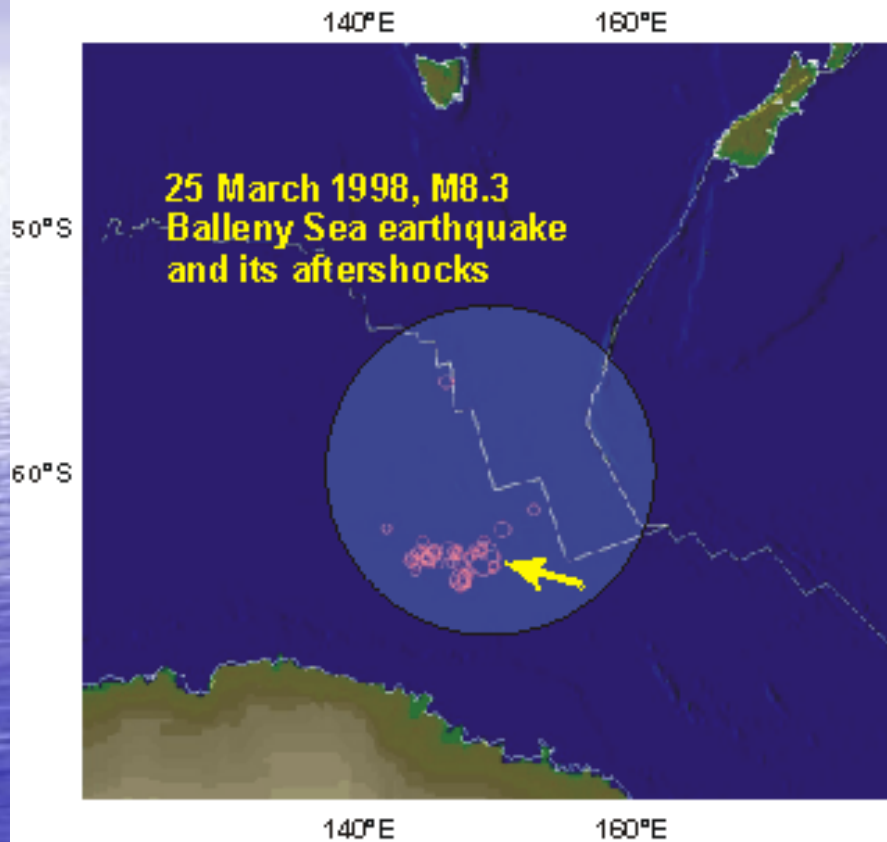 140°E 160°E
25 March 1998, M8.3
50°S
Balleny Sea earthquake
and its aftershocks
60°S
140°E 160°E